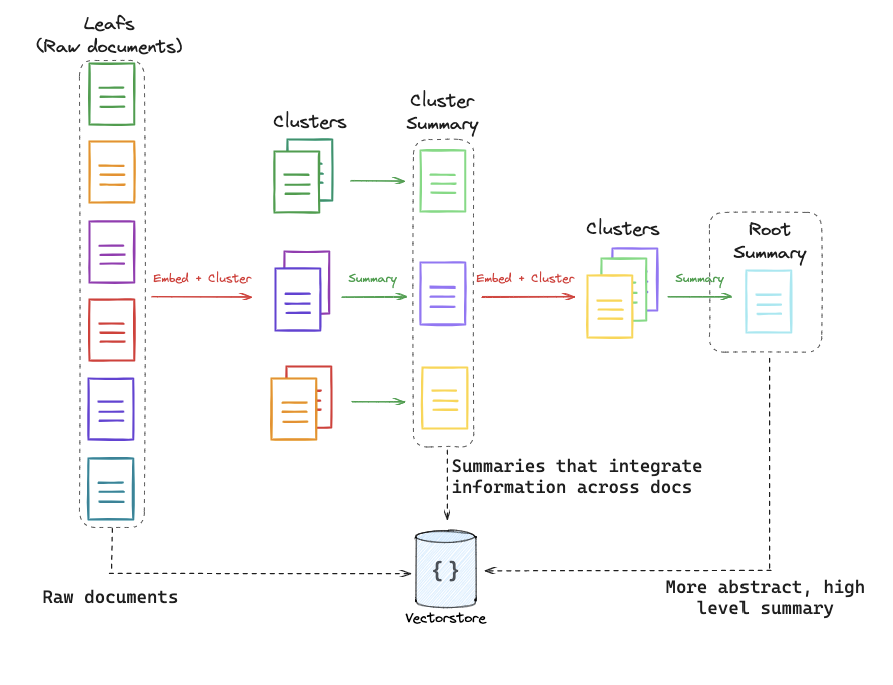 Leafs
(Raw documents)
Clusters
Cluster
Summary
Clusters
Root
Summary
Embed + Cluster
Summary
Embed + Cluster
Summary
Summaries that integrate
information across docs
{}
Raw documents
Vectorstore
More abstract, high
level summary